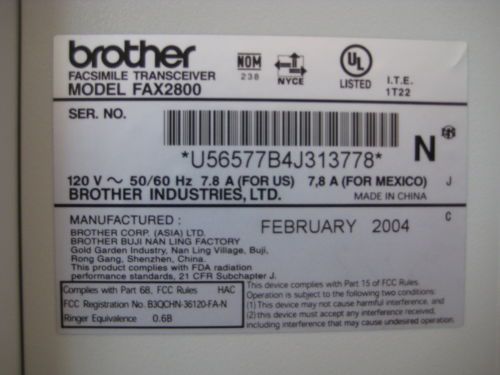 brother
FACSIMILE TRANSCEIVER
MODEL FAX2800
NOM
238
NYCE
UL
LISTED
I.T.E.
1T22
SER. NO.
*U56577B4J313778*
N
120 V ~ 50/60 Hz 7.8 A (FOR US) 7,8 A (FOR MEXICO) J
BROTHER INDUSTRIES, LTD. MADE IN CHINA
MANUFACTURED : FEBRUARY 2004 C
BROTHER CORP. (ASIA) LTD.
BROTHER BUJI NAN LING FACTORY
Gold Garden Industry, Nan Ling Village, Buji,
Rong Gang, Shenzhen, China.
This product complies with FDA radiation
performance standards, 21 CFR Subchapter J.
Complies with Part 68, FCC Rules HAC
FCC Registration No. B3QCHN-36120-FA-N
Ringer Equivalence 0.6B
This device complies with Part 15 of FCC Rules.
Operation is subject to the following two conditions:
(1) This device may not cause harmful interference, and
(2) this device must accept any interference received,
including interference that may cause undesired operation.